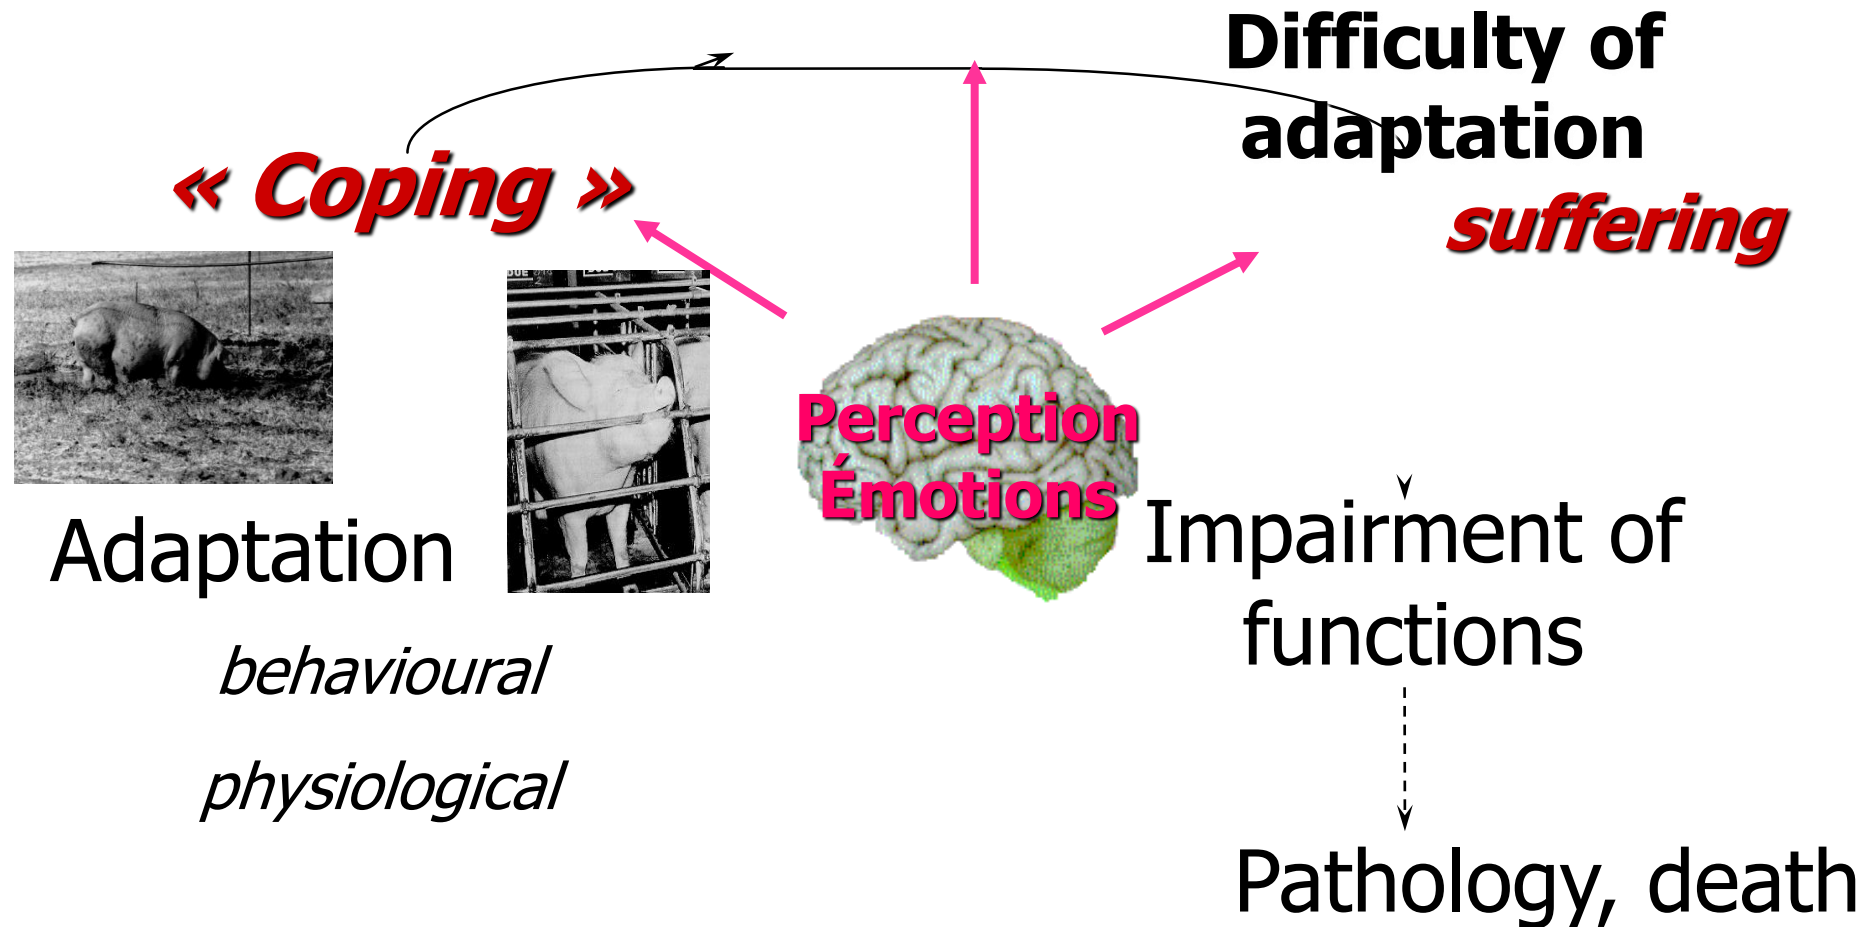 Difficulty of
adaptation
« Coping »
suffering
Perception
Émotions
Adaptation
behavioural
physiological
Impairment of
functions
Pathology, death